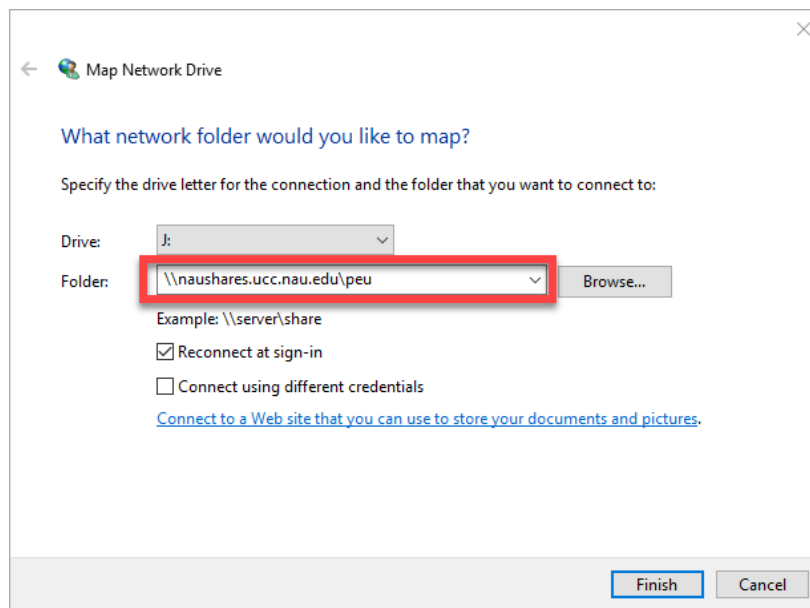 Map Network Drive
What network folder would you like to map?
Specify the drive letter for the connection and the folder that you want to connect to:
Drive: J:
Folder: \\naushares.ucc.nau.edu\peu Browse...
Example: \\server\share
Reconnect at sign-in
Connect using different credentials
Connect to a Web site that you can use to store your documents and pictures.
Finish Cancel